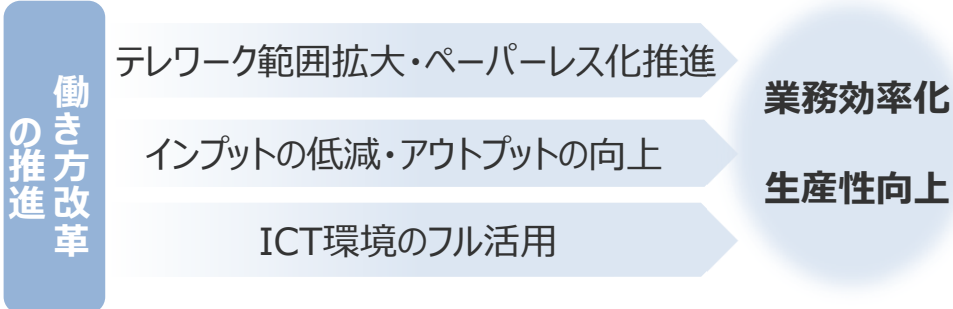 働き方改革
の推進
テレワーク範囲拡大・ペーパーレス化推進
インプットの低減・アウトプットの向上
ICT環境のフル活用
業務効率化
生産性向上